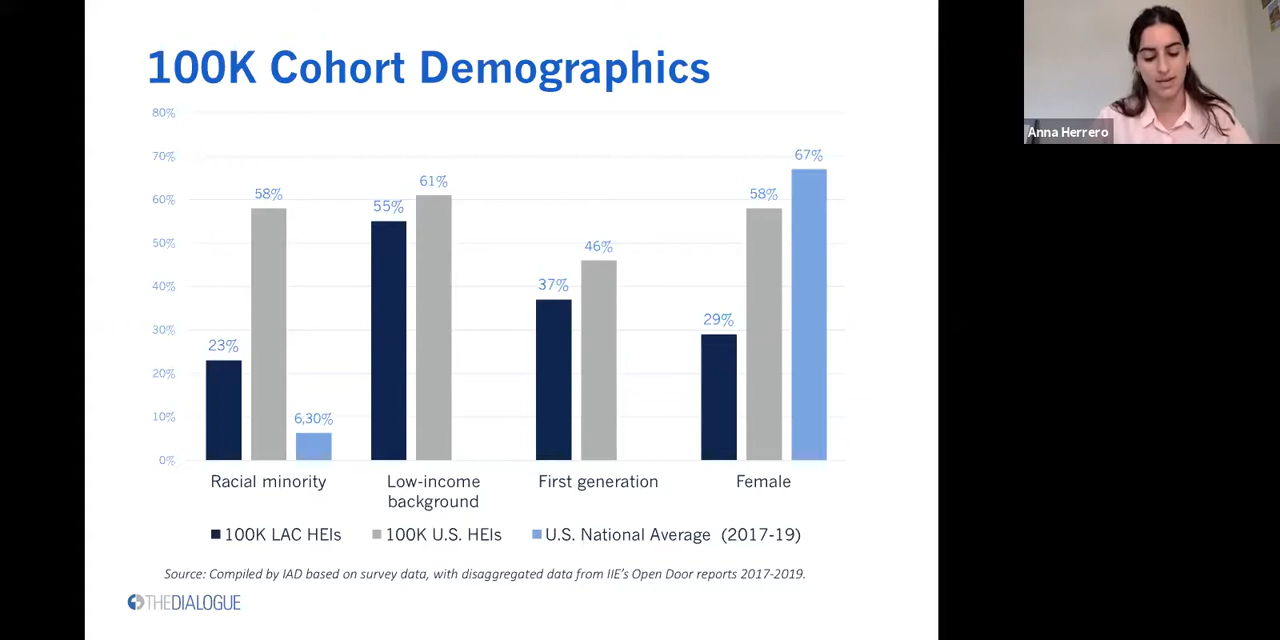 100K Cohort Demographics
80%
70%
60%
50%
40%
30%
20%
10%
0%
23%
58%
6,30%
55%
61%
37%
46%
29%
58%
67%
Racial minority
Low-income
background
First generation
Female
100K LAC HEIs
100K U.S. HEIs
U.S. National Average (2017-19)
Source: Compiled by IAD based on survey data, with disaggregated data from IIE's Open Door reports 2017-2019.
THEDIALOGUE
Anna Herrero